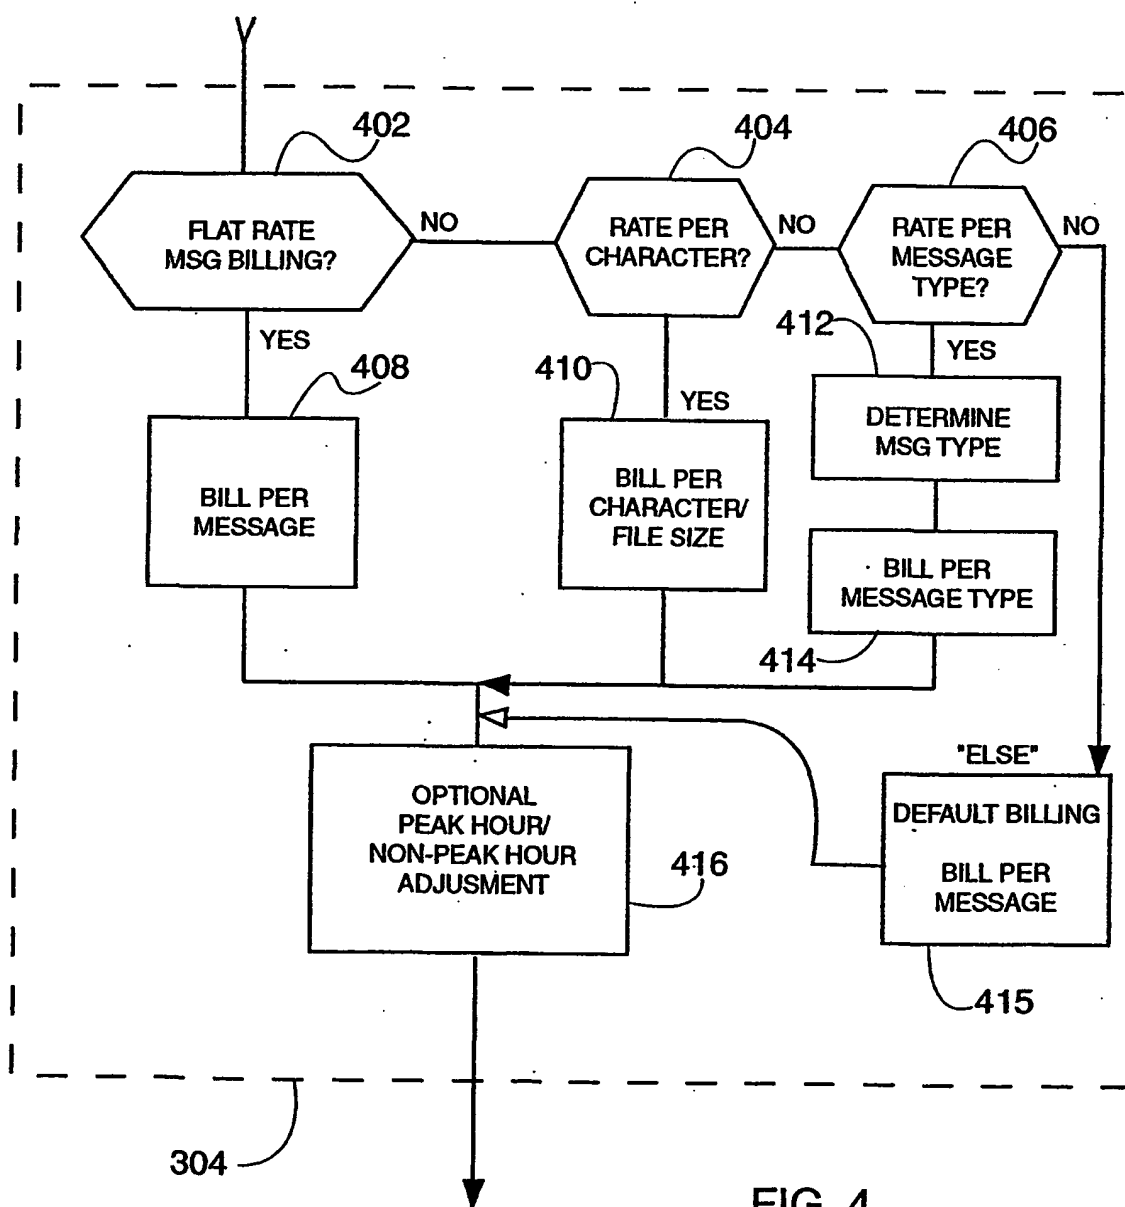 402
404
406
FLAT RATE
MSG BILLING?
NO
RATE PER
CHARACTER?
NO
RATE PER
MESSAGE
TYPE?
NO
YES
408
410
YES
412
YES
BILL PER
MESSAGE
BILL PER
CHARACTER/
FILE SIZE
DETERMINE
MSG TYPE
BILL PER
MESSAGE TYPE
414
"ELSE"
OPTIONAL
PEAK HOUR/
NON-PEAK HOUR
ADJUSMENT
416
DEFAULT BILLING
BILL PER
MESSAGE
415
304
FIG. 4